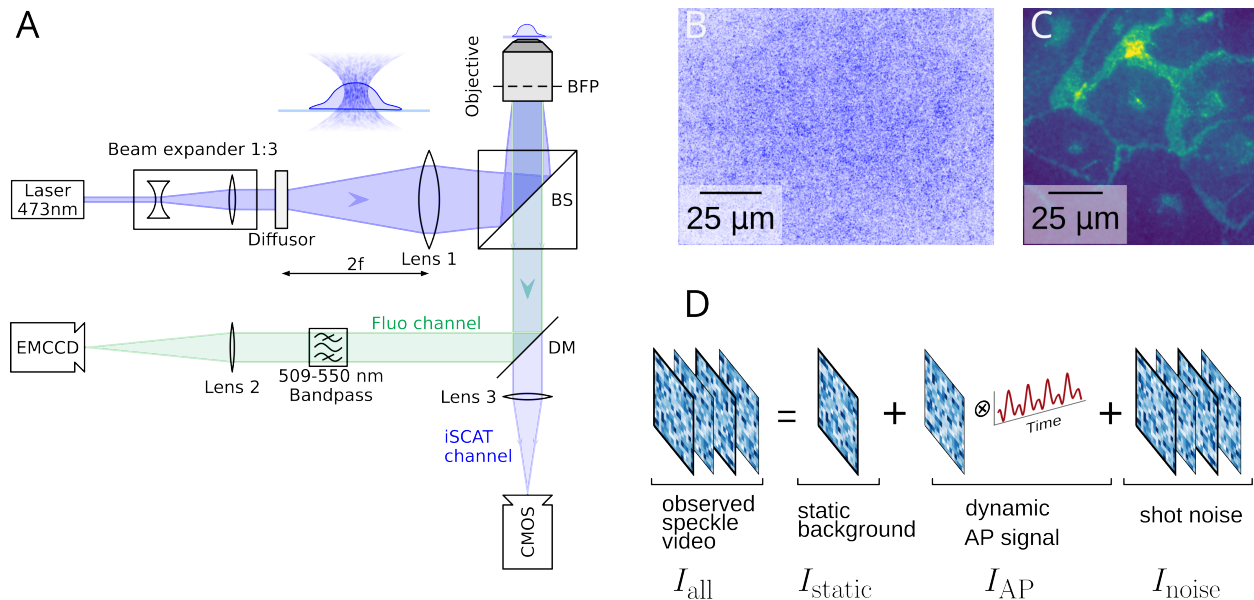 A
Objective
BFP
Beam expander 1:3
Laser
473nm
BS
Diffusor
Lens 1
2f
Fluo channel
EMCCD
DM
Lens 2
509-550 nm
Bandpass
Lens 3
iSCAT
channel
CMOS
B
25 µm
C
25 µm
D
= + ⊗ +
Time
observed
speckle
video
static
background
dynamic
AP signal
shot noise
I_all
I_static
I_AP
I_noise